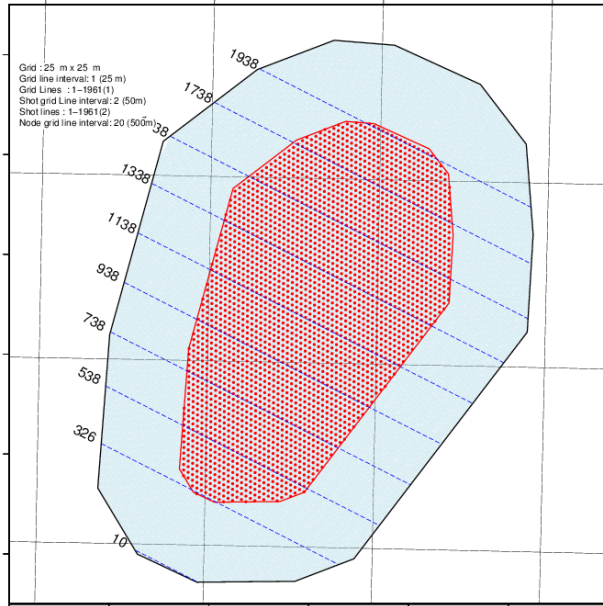 Grid : 25 m x 25 m
Grid line interval: 1 (25 m)
Grid Lines : 1-1961(1)
Shot grid Line interval: 2 (50m)
Shot lines : 1-1961(2)
Node grid line interval: 20 (500m)
1938
1738
38
1338
1138
938
738
538
326
10